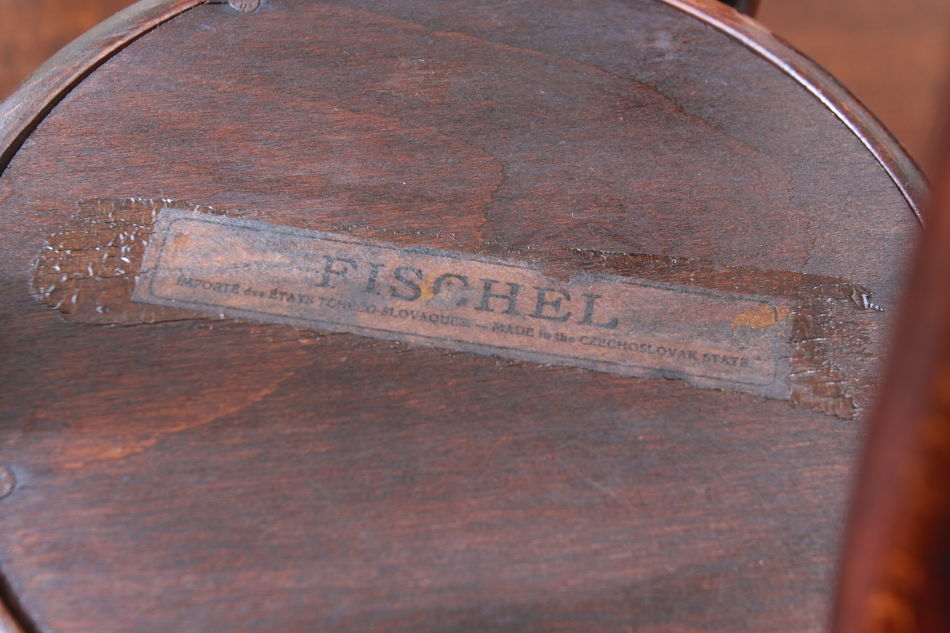 FISCHEL
IMPORTÉ des ÉTATS TCHÉCO-SLOVAQUES. — MADE in the CZECHOSLOVAK STATE